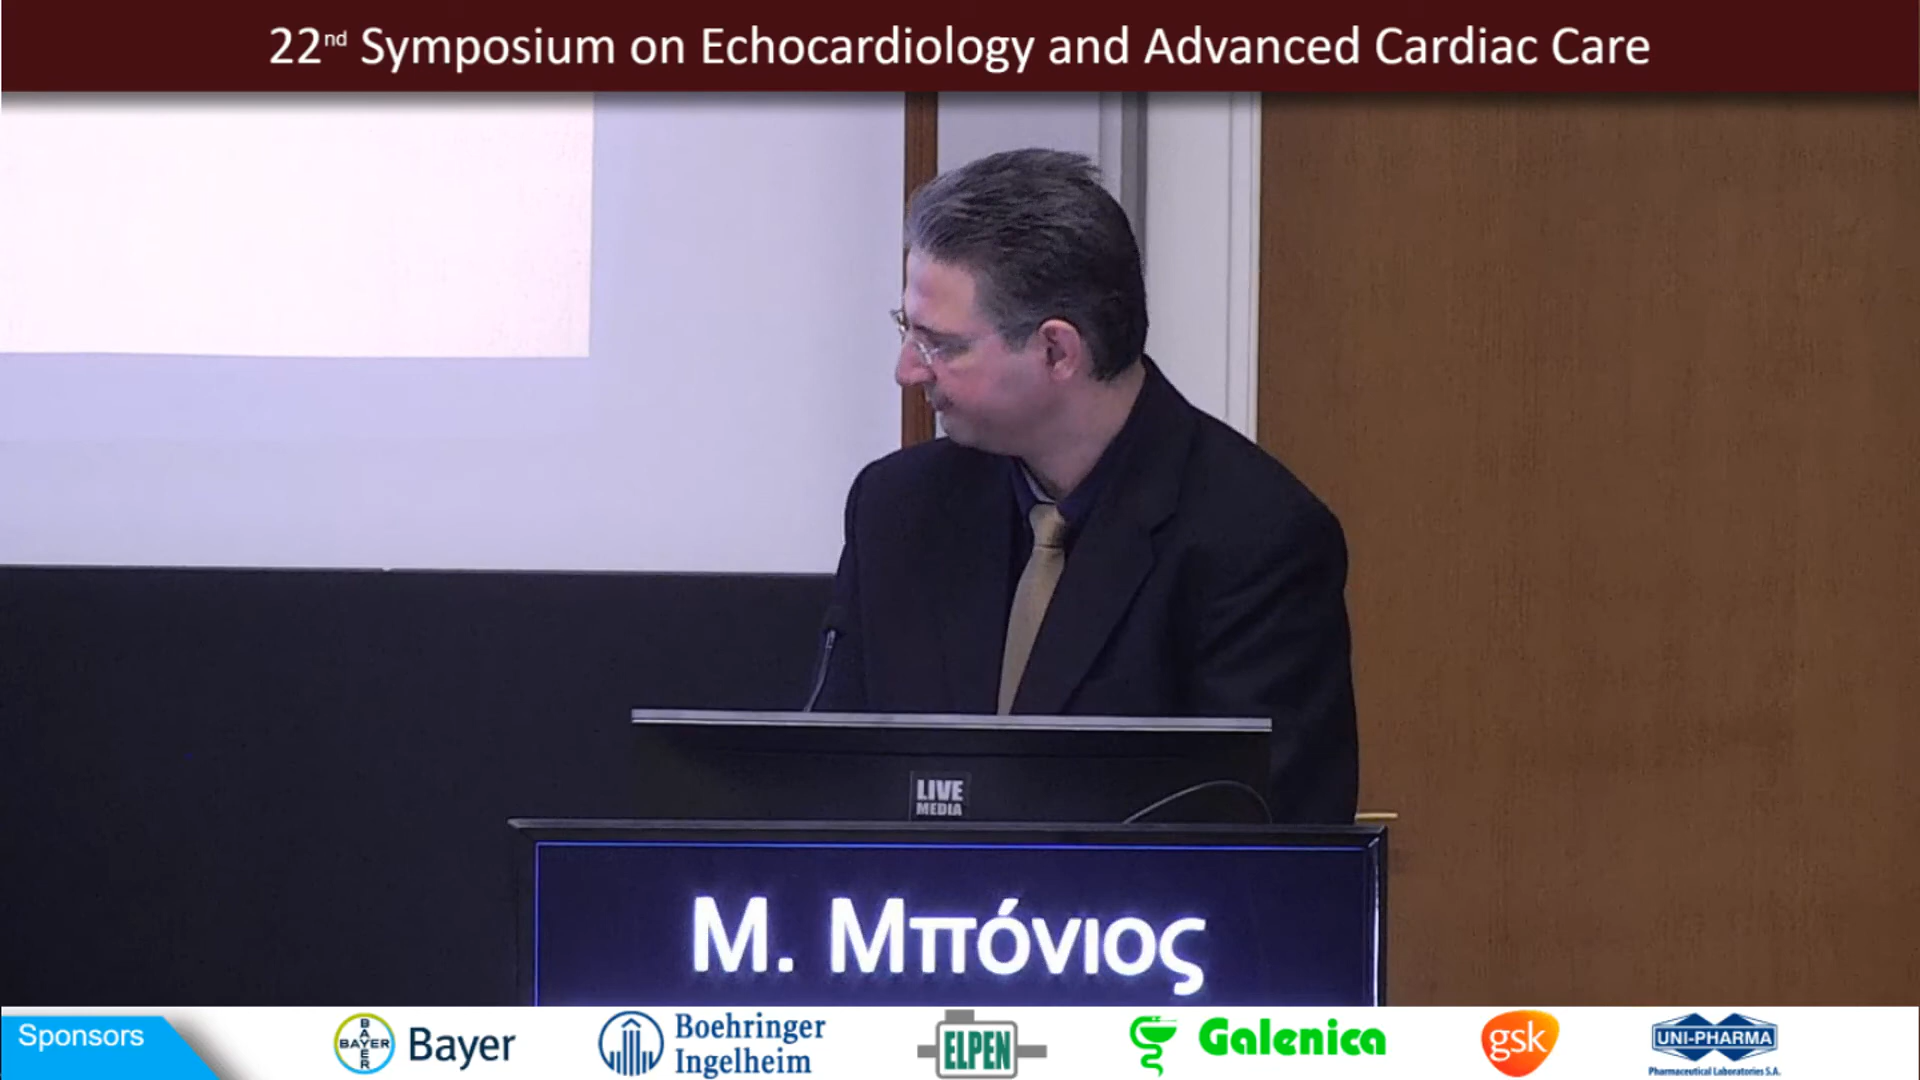 22nd Symposium on Echocardiology and Advanced Cardiac Care
LIVE
MEDIA
Μ. Μπόνιος
Sponsors
BAYER
BAYER
Bayer
Boehringer
Ingelheim
ELPEN
Galenica
gsk
UNI-PHARMA
Pharmaceutical Laboratories S.A.